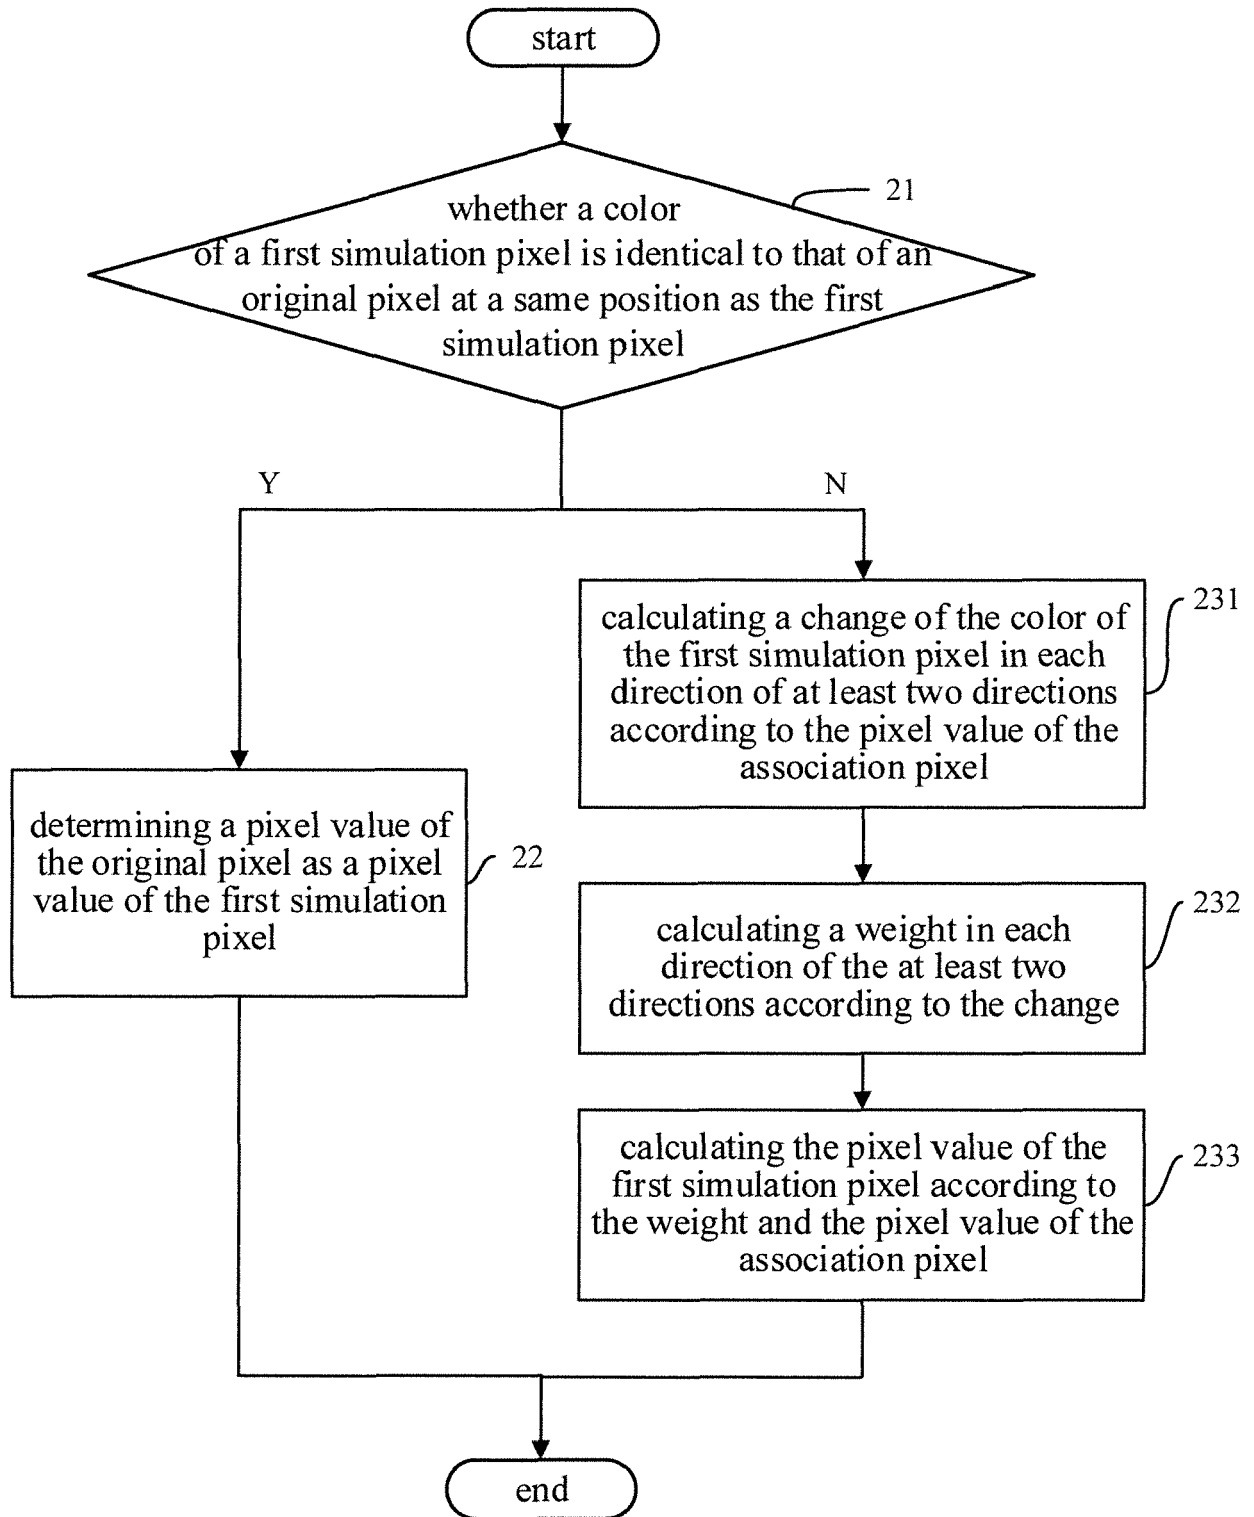 start
21
whether a color
of a first simulation pixel is identical to that of an
original pixel at a same position as the first
simulation pixel
Y
N
231
calculating a change of the color of
the first simulation pixel in each
direction of at least two directions
according to the pixel value of the
association pixel
determining a pixel value of
the original pixel as a pixel
value of the first simulation
pixel
22
232
calculating a weight in each
direction of the at least two
directions according to the change
233
calculating the pixel value of the
first simulation pixel according to
the weight and the pixel value of the
association pixel
end